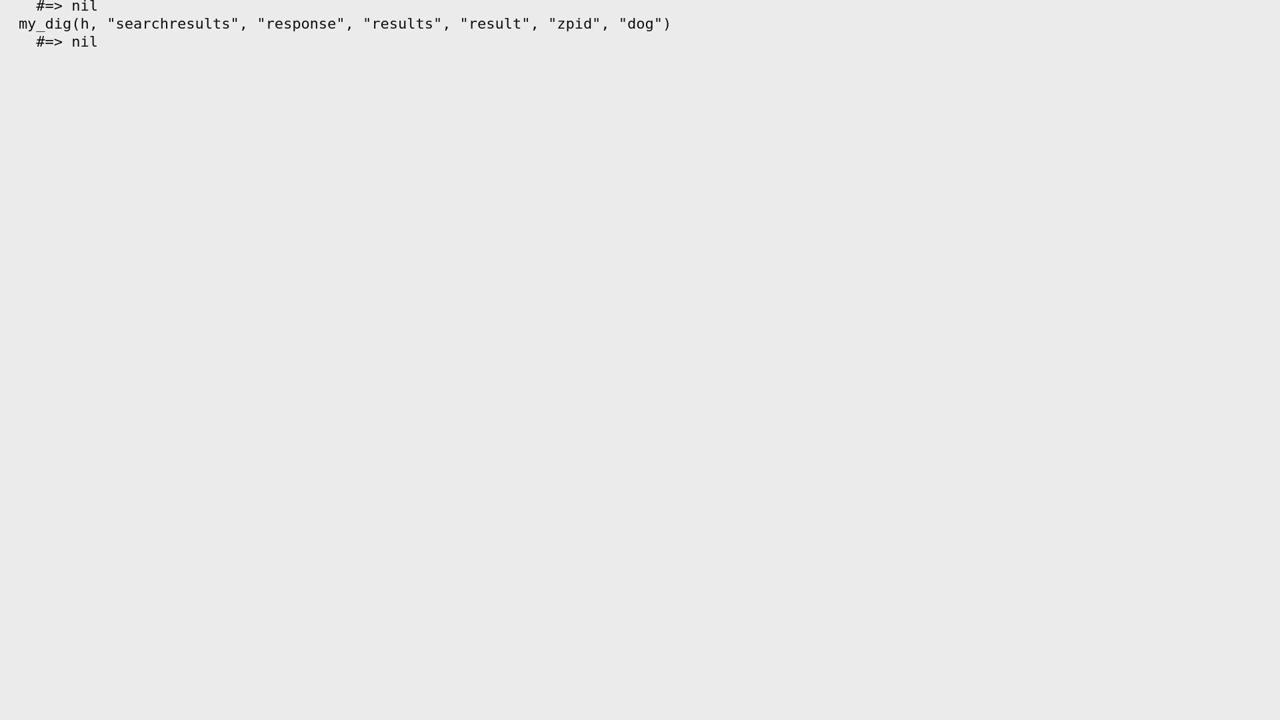 #=> nil
my_dig(h, "searchresults", "response", "results", "result", "zpid", "dog")
#=> nil